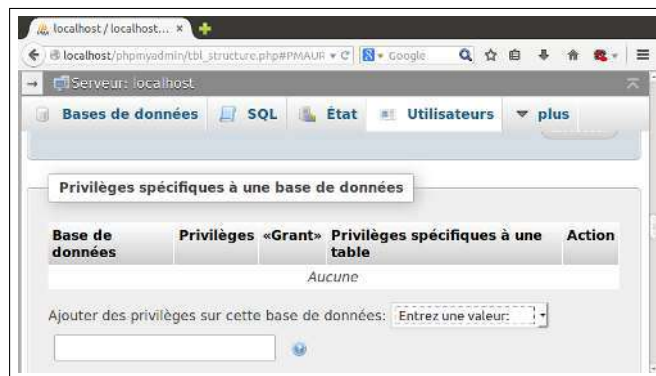 localhost / localhost...
localhost/phpmyadmin/tbl_structure.php#PMAUR
Google
Serveur: localhost
Bases de données SQL État Utilisateurs plus
Privilèges spécifiques à une base de données
Base de données Privilèges «Grant» Privilèges spécifiques à une table Action
Aucune
Ajouter des privilèges sur cette base de données: Entrez une valeur: